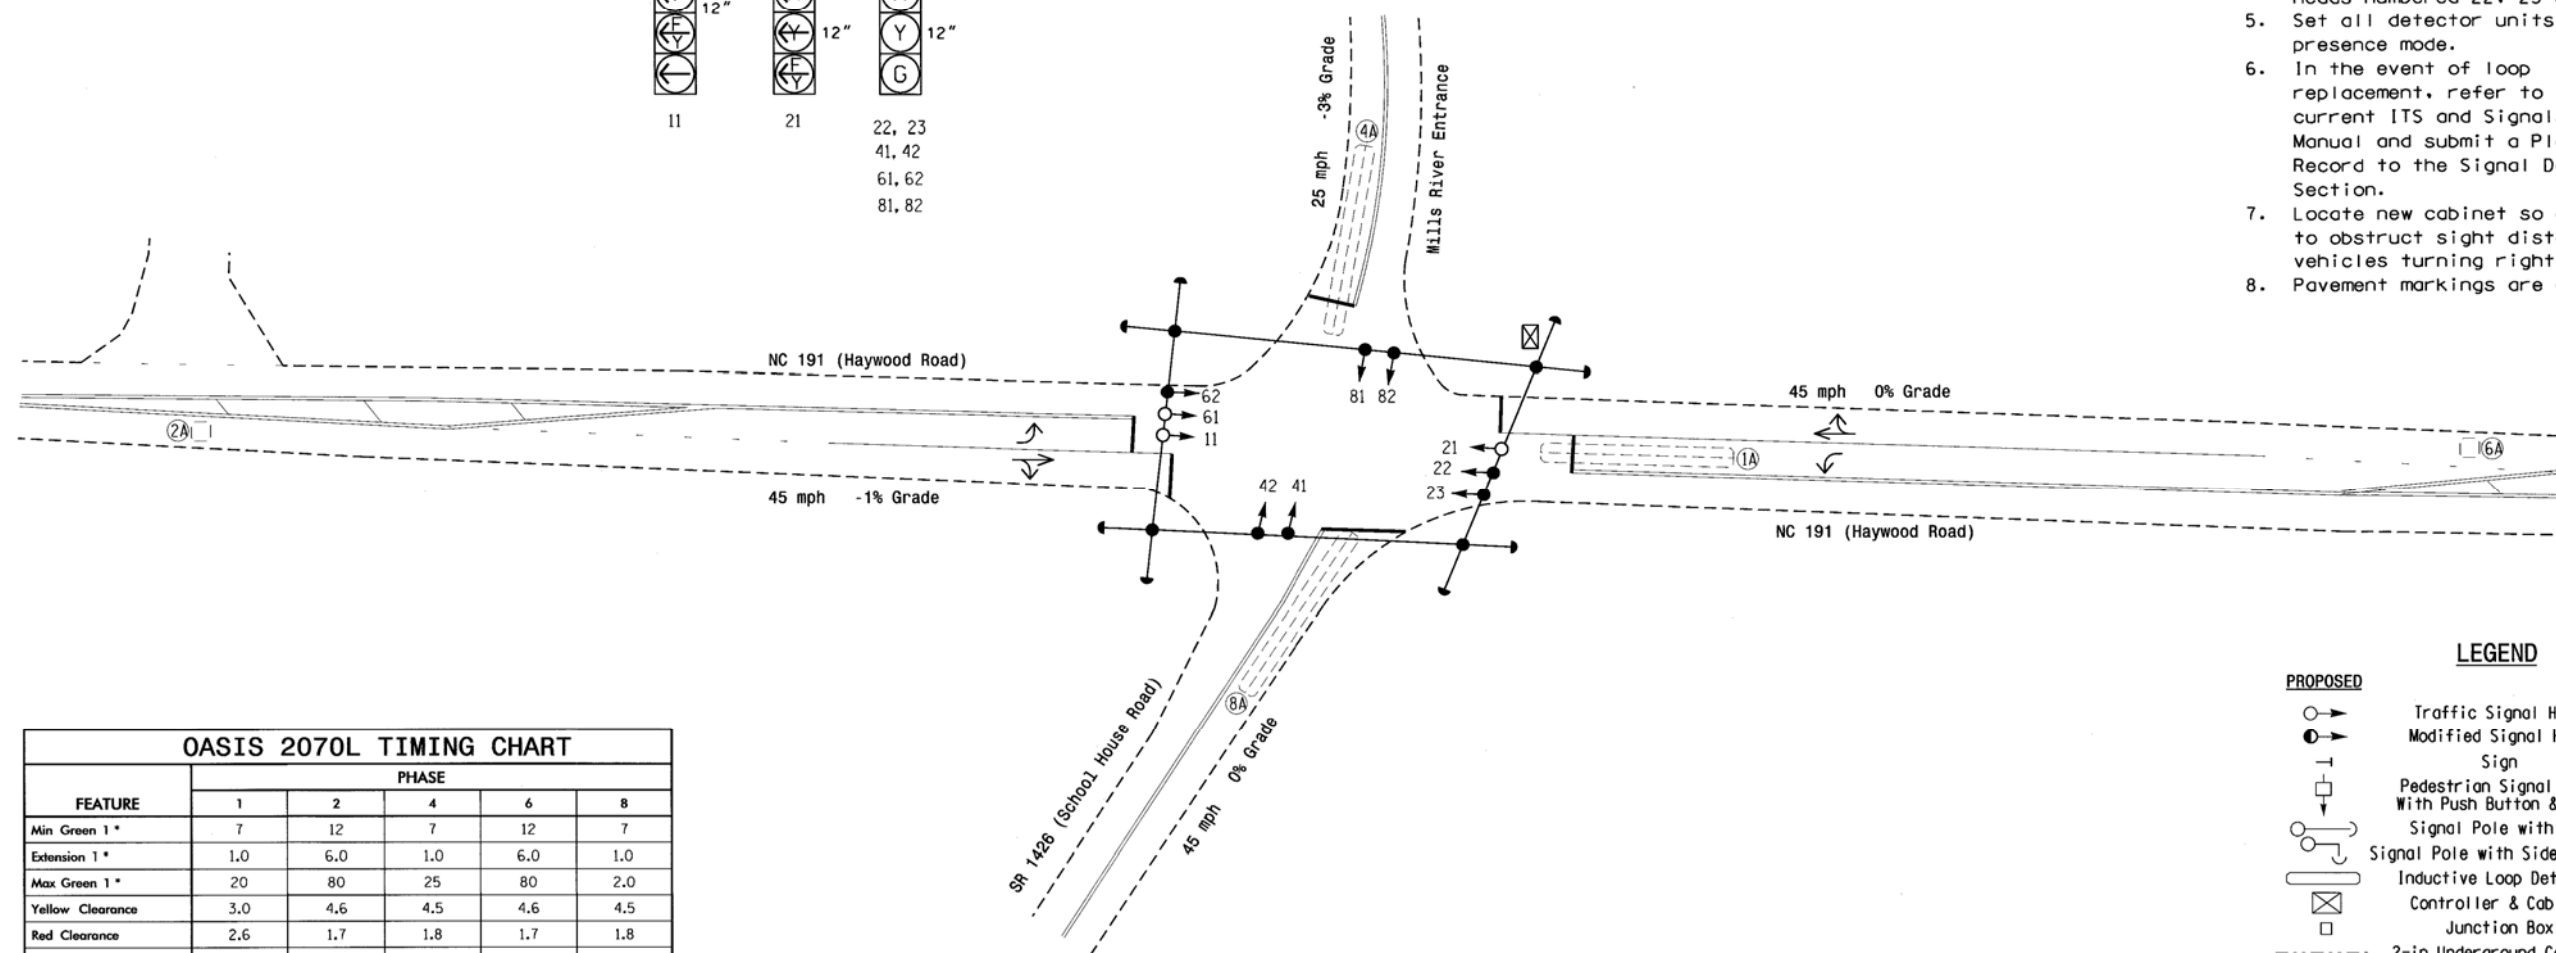 12"
F
Y
Y
12"
Y
12"
F
Y
G
11
21
22, 23
41, 42
61, 62
81, 82
5. Set all detector units
presence mode.
6. In the event of loop
replacement, refer to
current ITS and Signal
Manual and submit a
Record to the Signal
Section.
7. Locate new cabinet so
to obstruct sight
vehicles turning right
8. Pavement markings are
25 mph -3% Grade
4A
Mills River Entrance
NC 191 (Haywood Road)
62
61
11
81 82
45 mph 0% Grade
2A
21
22
23
1A
6A
45 mph -1% Grade
42 41
NC 191 (Haywood Road)
8A
SR 1426 (School House Road)
45 mph 0% Grade
OASIS 2070L TIMING CHART
FEATURE PHASE
1 2 4 6 8
Min Green 1 * 7 12 7 12 7
Extension 1 * 1.0 6.0 1.0 6.0 1.0
Max Green 1 * 20 80 25 80 2.0
Yellow Clearance 3.0 4.6 4.5 4.6 4.5
Red Clearance 2.6 1.7 1.8 1.7 1.8
LEGEND
PROPOSED
Traffic Signal
Modified Signal
Sign
Pedestrian Signal
With Push Button &
Signal Pole with
Signal Pole with Side
Inductive Loop
Controller &
Junction Box
2-in Underground